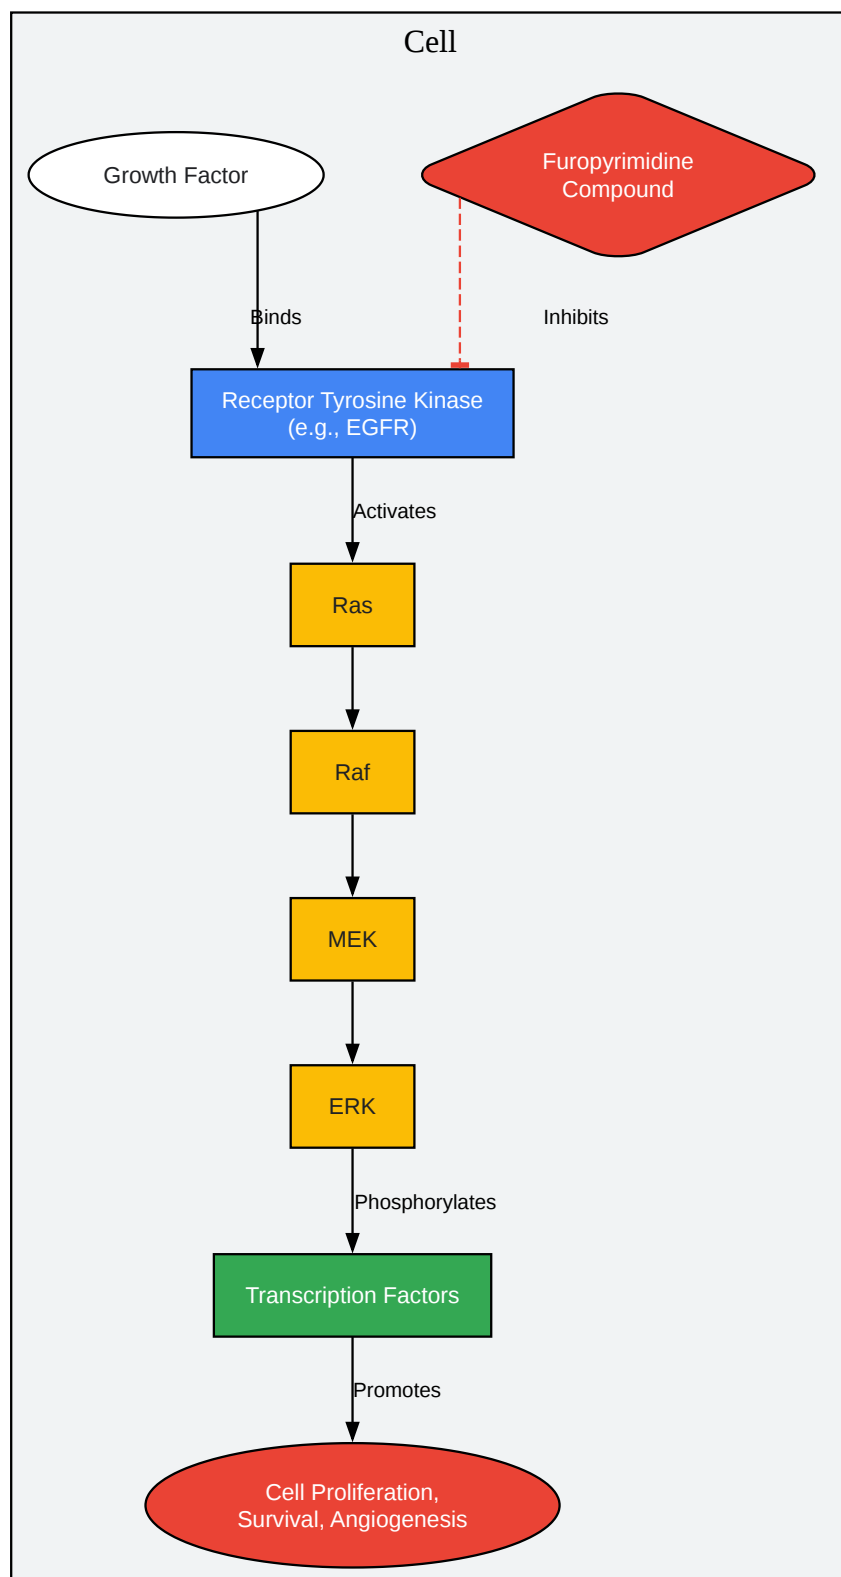 Cell
Growth Factor
Furopyrimidine
Compound
Binds
Inhibits
Receptor Tyrosine Kinase
(e.g., EGFR)
Activates
Ras
Raf
MEK
ERK
Phosphorylates
Transcription Factors
Promotes
Cell Proliferation,
Survival, Angiogenesis